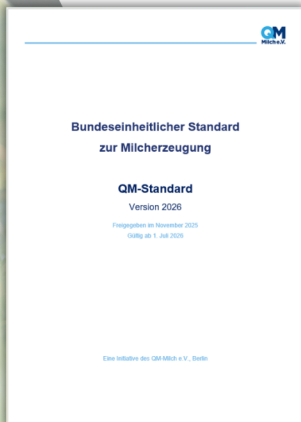 QM
Milch e.V.
Bundeseinheitlicher Standard
zur Milcherzeugung
QM-Standard
Version 2026
Freigegeben im November 2025
Gültig ab 1. Juli 2026
Eine Initiative des QM-Milch e.V., Berlin